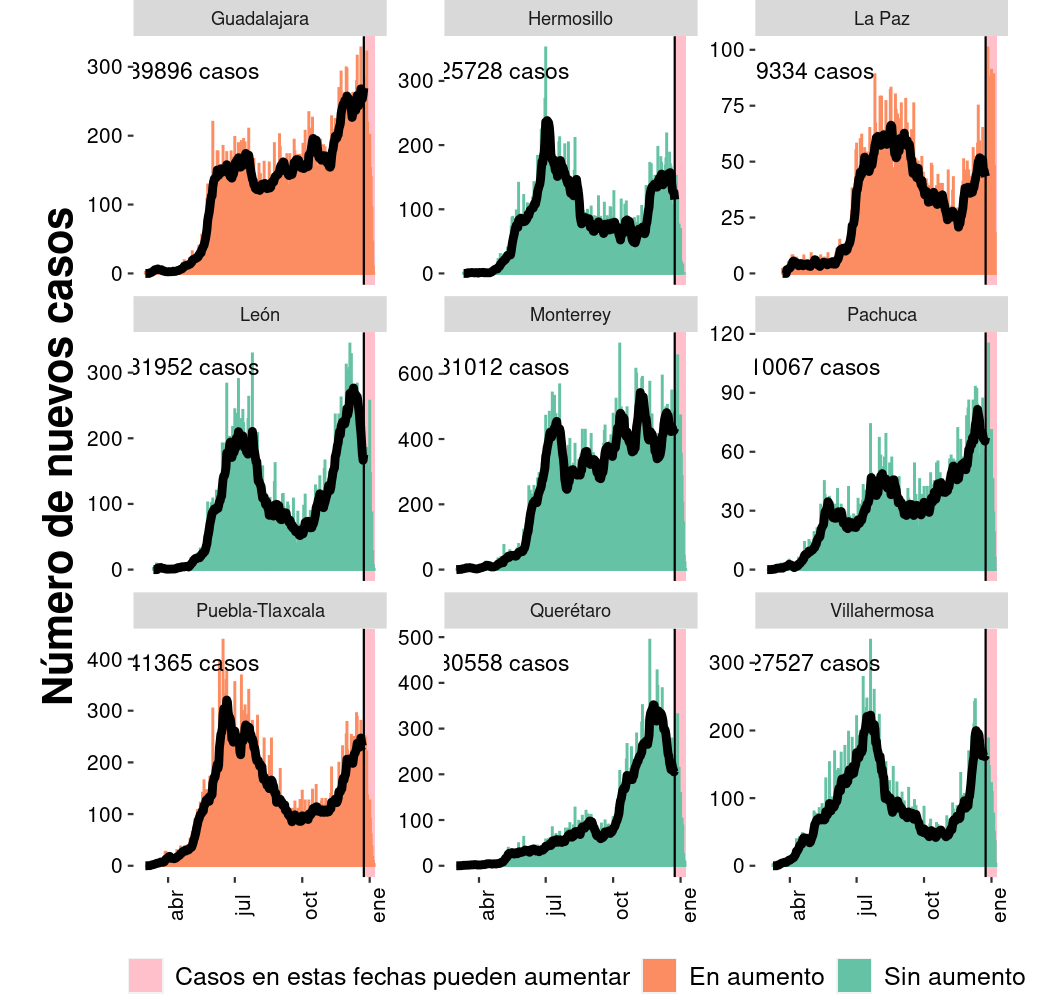 Guadalajara
Hermosillo
La Paz
39896 casos
25728 casos
9334 casos
300
200
100
0
300
200
100
0
100
75
50
25
0
León
Monterrey
Pachuca
31952 casos
81012 casos
10067 casos
300
200
100
0
600
400
200
0
120
90
60
30
0
Puebla-Tlaxcala
Querétaro
Villahermosa
41365 casos
30558 casos
27527 casos
400
300
200
100
0
500
400
300
200
100
0
300
200
100
0
abr
jul
oct
ene
abr
jul
oct
ene
abr
jul
oct
ene
Número de nuevos casos
Casos en estas fechas pueden aumentar
En aumento
Sin aumento